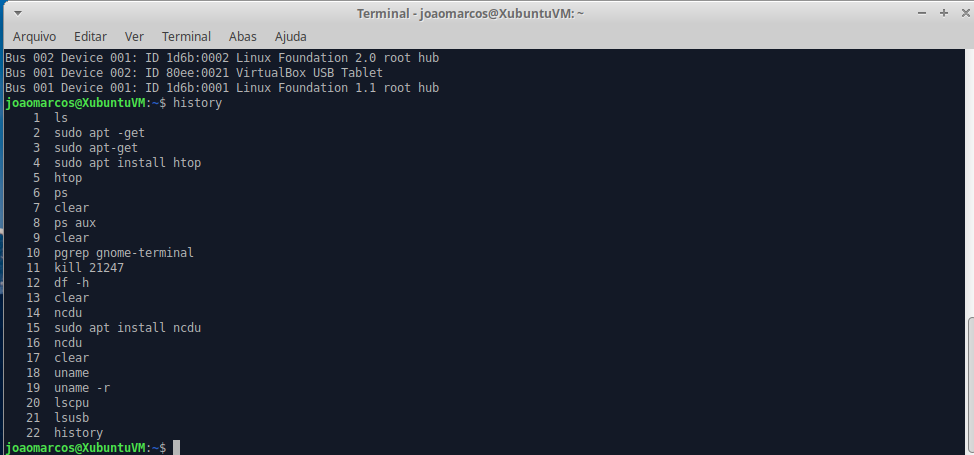 Terminal - joaomarcos@XubuntuVM: ~
Arquivo Editar Ver Terminal Abas Ajuda
Bus 002 Device 001: ID 1d6b:0002 Linux Foundation 2.0 root hub
Bus 001 Device 002: ID 80ee:0021 VirtualBox USB Tablet
Bus 001 Device 001: ID 1d6b:0001 Linux Foundation 1.1 root hub
joaomarcos@XubuntuVM:~$ history
1 ls
2 sudo apt -get
3 sudo apt-get
4 sudo apt install htop
5 htop
6 ps
7 clear
8 ps aux
9 clear
10 pgrep gnome-terminal
11 kill 21247
12 df -h
13 clear
14 ncdu
15 sudo apt install ncdu
16 ncdu
17 clear
18 uname
19 uname -r
20 lscpu
21 lsusb
22 history
joaomarcos@XubuntuVM:~$